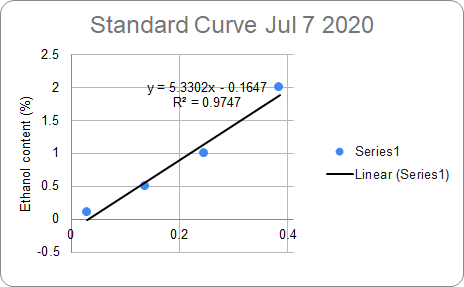 Standard Curve Jul 7 2020
2.5
2
1.5
1
0.5
0
-0.5
Ethanol content (%)
y = 5.3302x - 0.1647
R² = 0.9747
0
0.2
0.4
Series1
Linear (Series1)